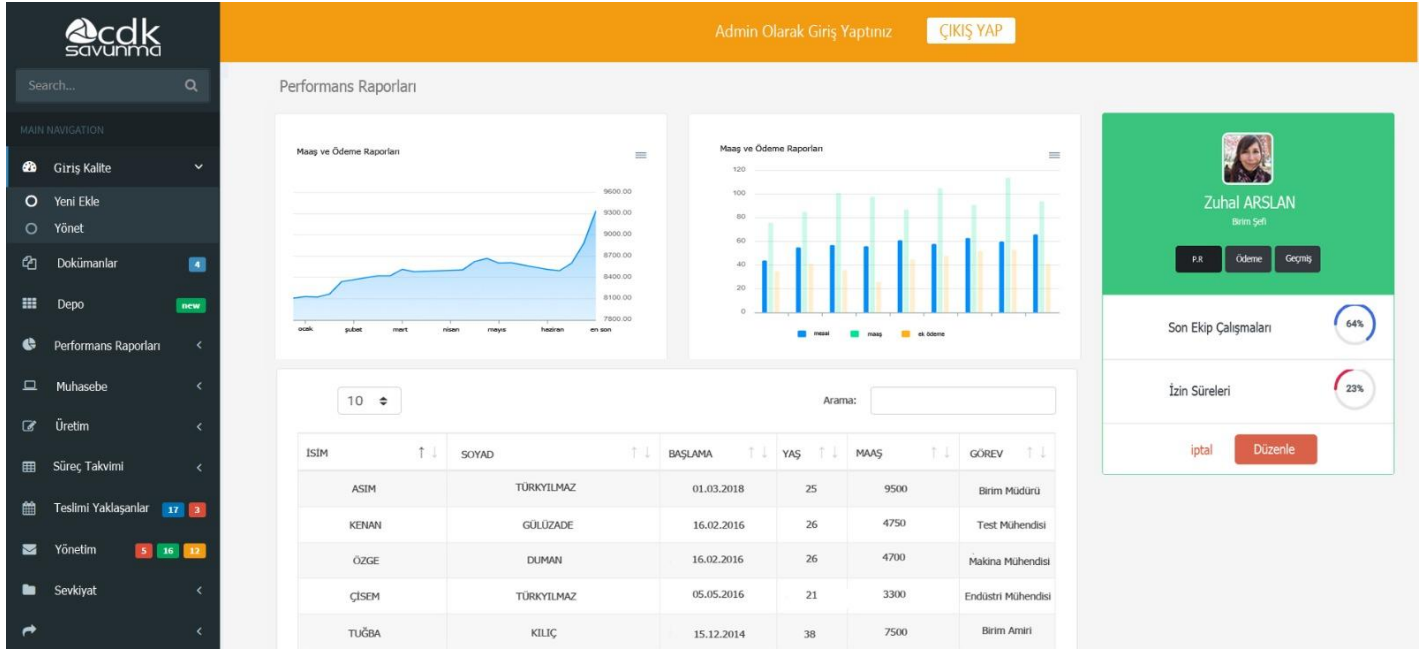 cdk
savunma
Admin Olarak Giriş Yaptınız
ÇIKIŞ YAP
Search...
MAIN NAVIGATION
Giriş Kalite
Yeni Ekle
Yönet
Dokümanlar 4
Depo new
Performans Raporları
Muhasebe
Üretim
Süreç Takvimi
Teslimi Yaklaşanlar 17 3
Yönetim 5 16 12
Sevkiyat
Performans Raporları
Maaş ve Ödeme Raporları
9600.00
9300.00
9000.00
8700.00
8400.00
8100.00
7800.00
ocak şubat mart nisan mayıs haziran en son
Maaş ve Ödeme Raporları
120
100
80
60
40
20
0
mesai maaş ek ödeme
Zuhal ARSLAN
Birim Şefi
P.R Ödeme Geçmiş
Son Ekip Çalışmaları 64%
İzin Süreleri 23%
iptal Düzenle
10 Arama:
İSİM SOYAD BAŞLAMA YAŞ MAAŞ GÖREV
ASIM TÜRKYILMAZ 01.03.2018 25 9500 Birim Müdürü
KENAN GÜLÜZADE 16.02.2016 26 4750 Test Mühendisi
ÖZGE DUMAN 16.02.2016 26 4700 Makina Mühendisi
ÇİSEM TÜRKYILMAZ 05.05.2016 21 3300 Endüstri Mühendisi
TUĞBA KILIÇ 15.12.2014 38 7500 Birim Amiri